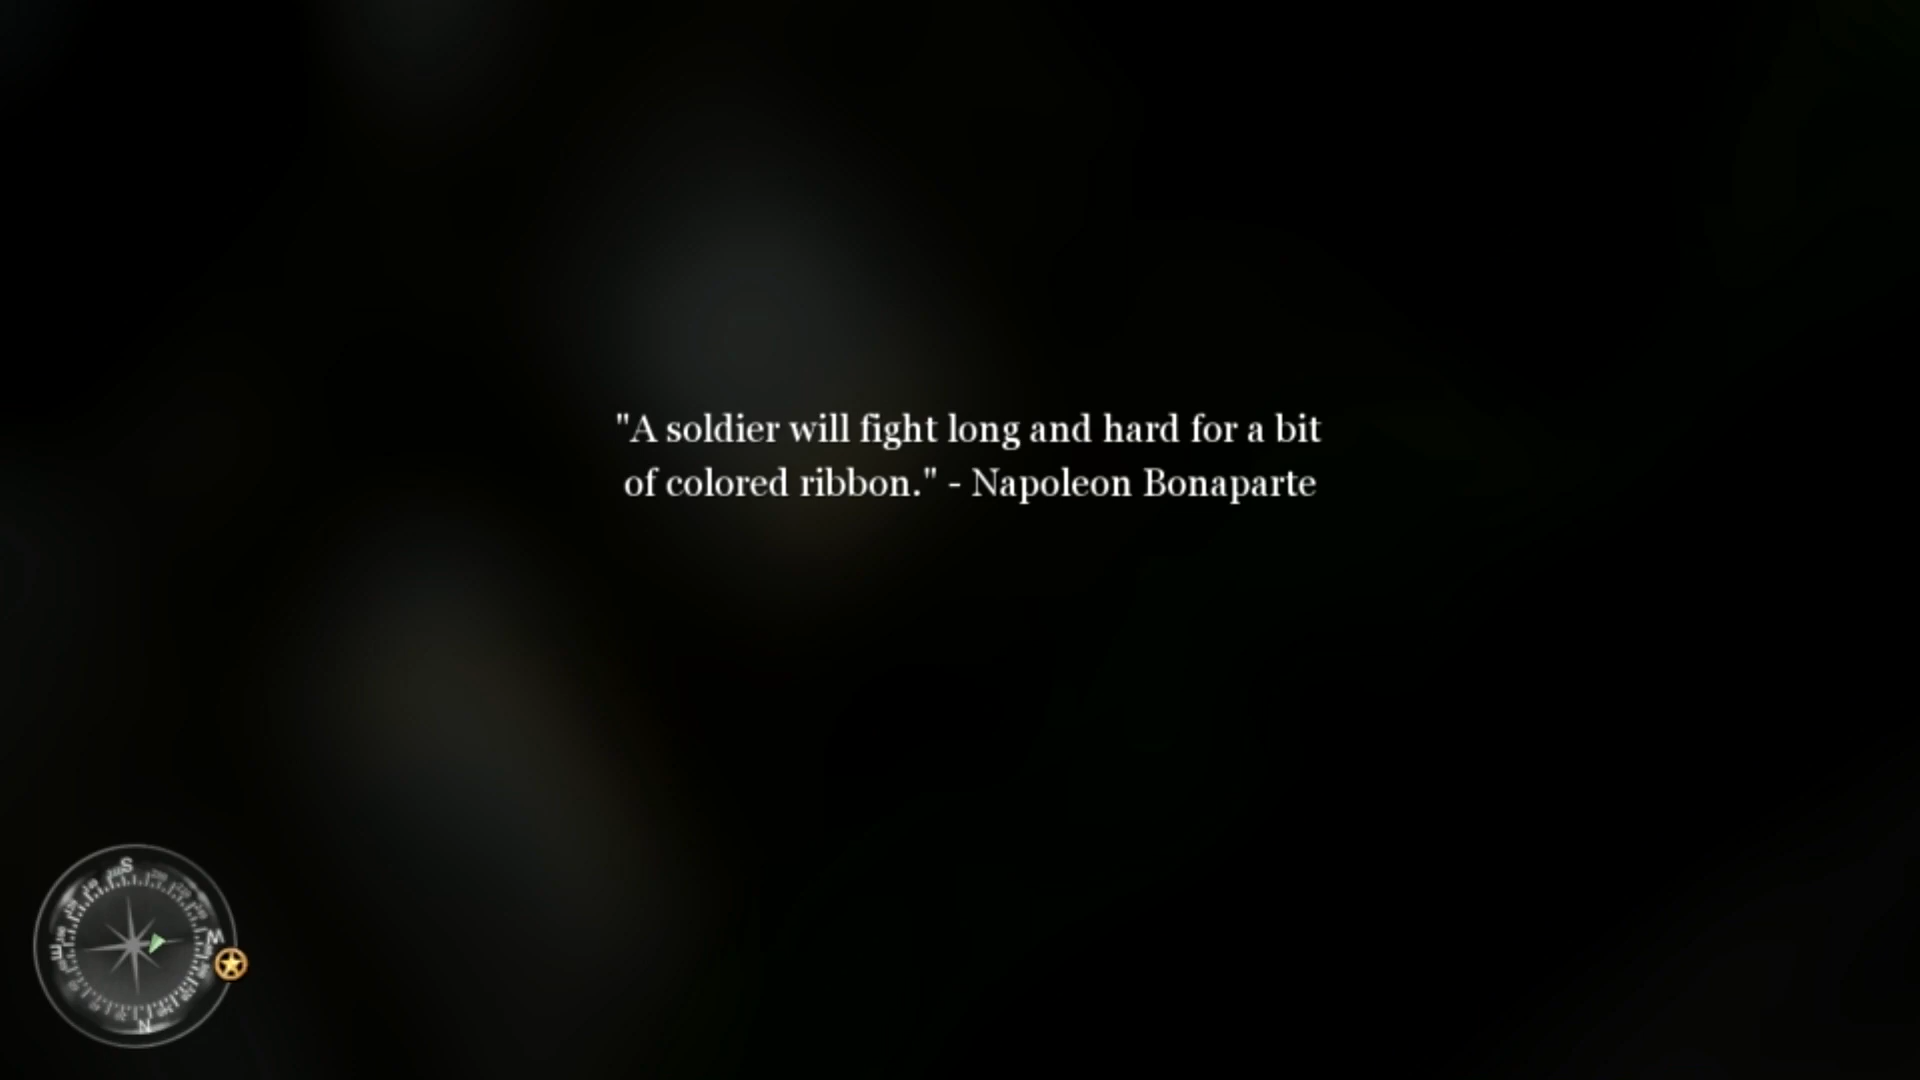 "A soldier will fight long and hard for a bit
of colored ribbon." - Napoleon Bonaparte
S
W
E
N